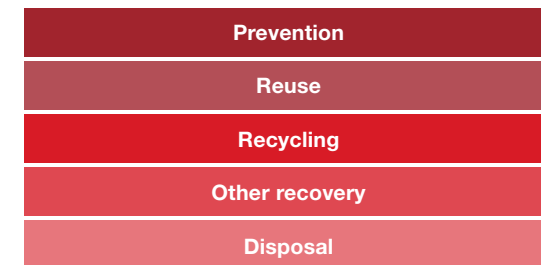 Prevention
Reuse
Recycling
Other recovery
Disposal